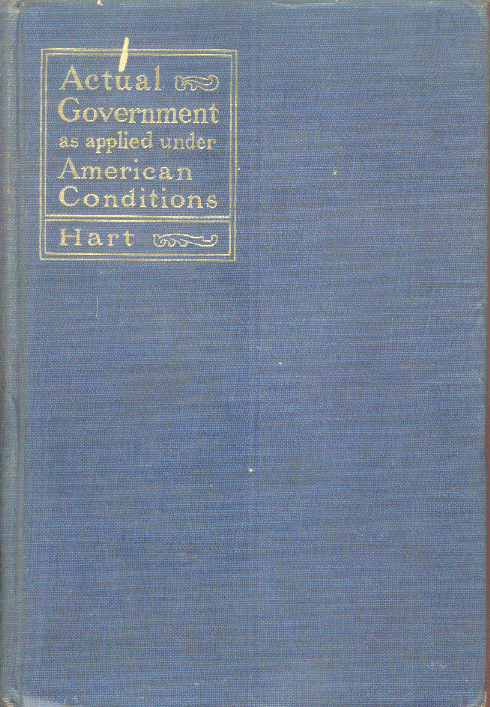 Actual
Government
as applied under
American
Conditions
Hart